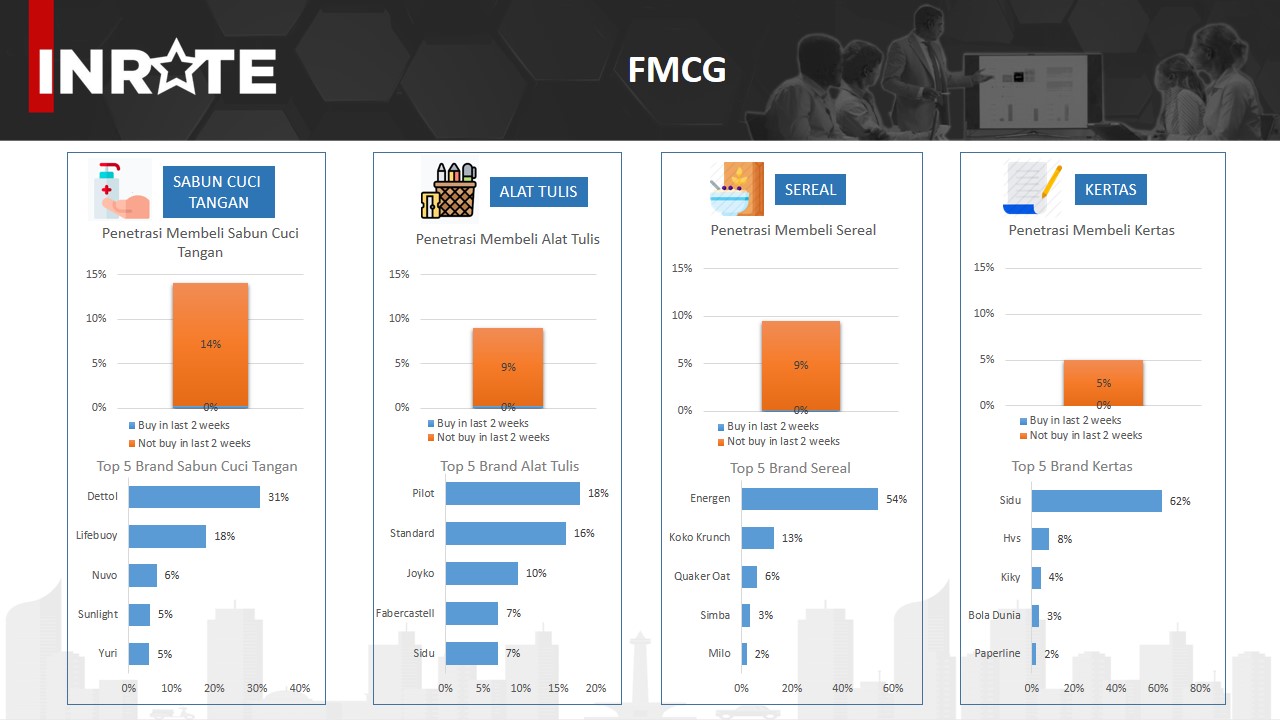 INRATE
FMCG
SABUN CUCI
TANGAN
Penetrasi Membeli Sabun Cuci
Tangan
15%
10%
5%
0%
14%
0%
Buy in last 2 weeks
Not buy in last 2 weeks
Top 5 Brand Sabun Cuci Tangan
Dettol 31%
Lifebuoy 18%
Nuvo 6%
Sunlight 5%
Yuri 5%
0% 10% 20% 30% 40%
ALAT TULIS
Penetrasi Membeli Alat Tulis
15%
10%
5%
0%
9%
0%
Buy in last 2 weeks
Not buy in last 2 weeks
Top 5 Brand Alat Tulis
Pilot 18%
Standard 16%
Joyko 10%
Fabercastell 7%
Sidu 7%
0% 5% 10% 15% 20%
SEREAL
Penetrasi Membeli Sereal
15%
10%
5%
0%
9%
0%
Buy in last 2 weeks
Not buy in last 2 weeks
Top 5 Brand Sereal
Energen 54%
Koko Krunch 13%
Quaker Oat 6%
Simba 3%
Milo 2%
0% 20% 40% 60%
KERTAS
Penetrasi Membeli Kertas
15%
10%
5%
0%
5%
0%
Buy in last 2 weeks
Not buy in last 2 weeks
Top 5 Brand Kertas
Sidu 62%
Hvs 8%
Kiky 4%
Bola Dunia 3%
Paperline 2%
0% 20% 40% 60% 80%